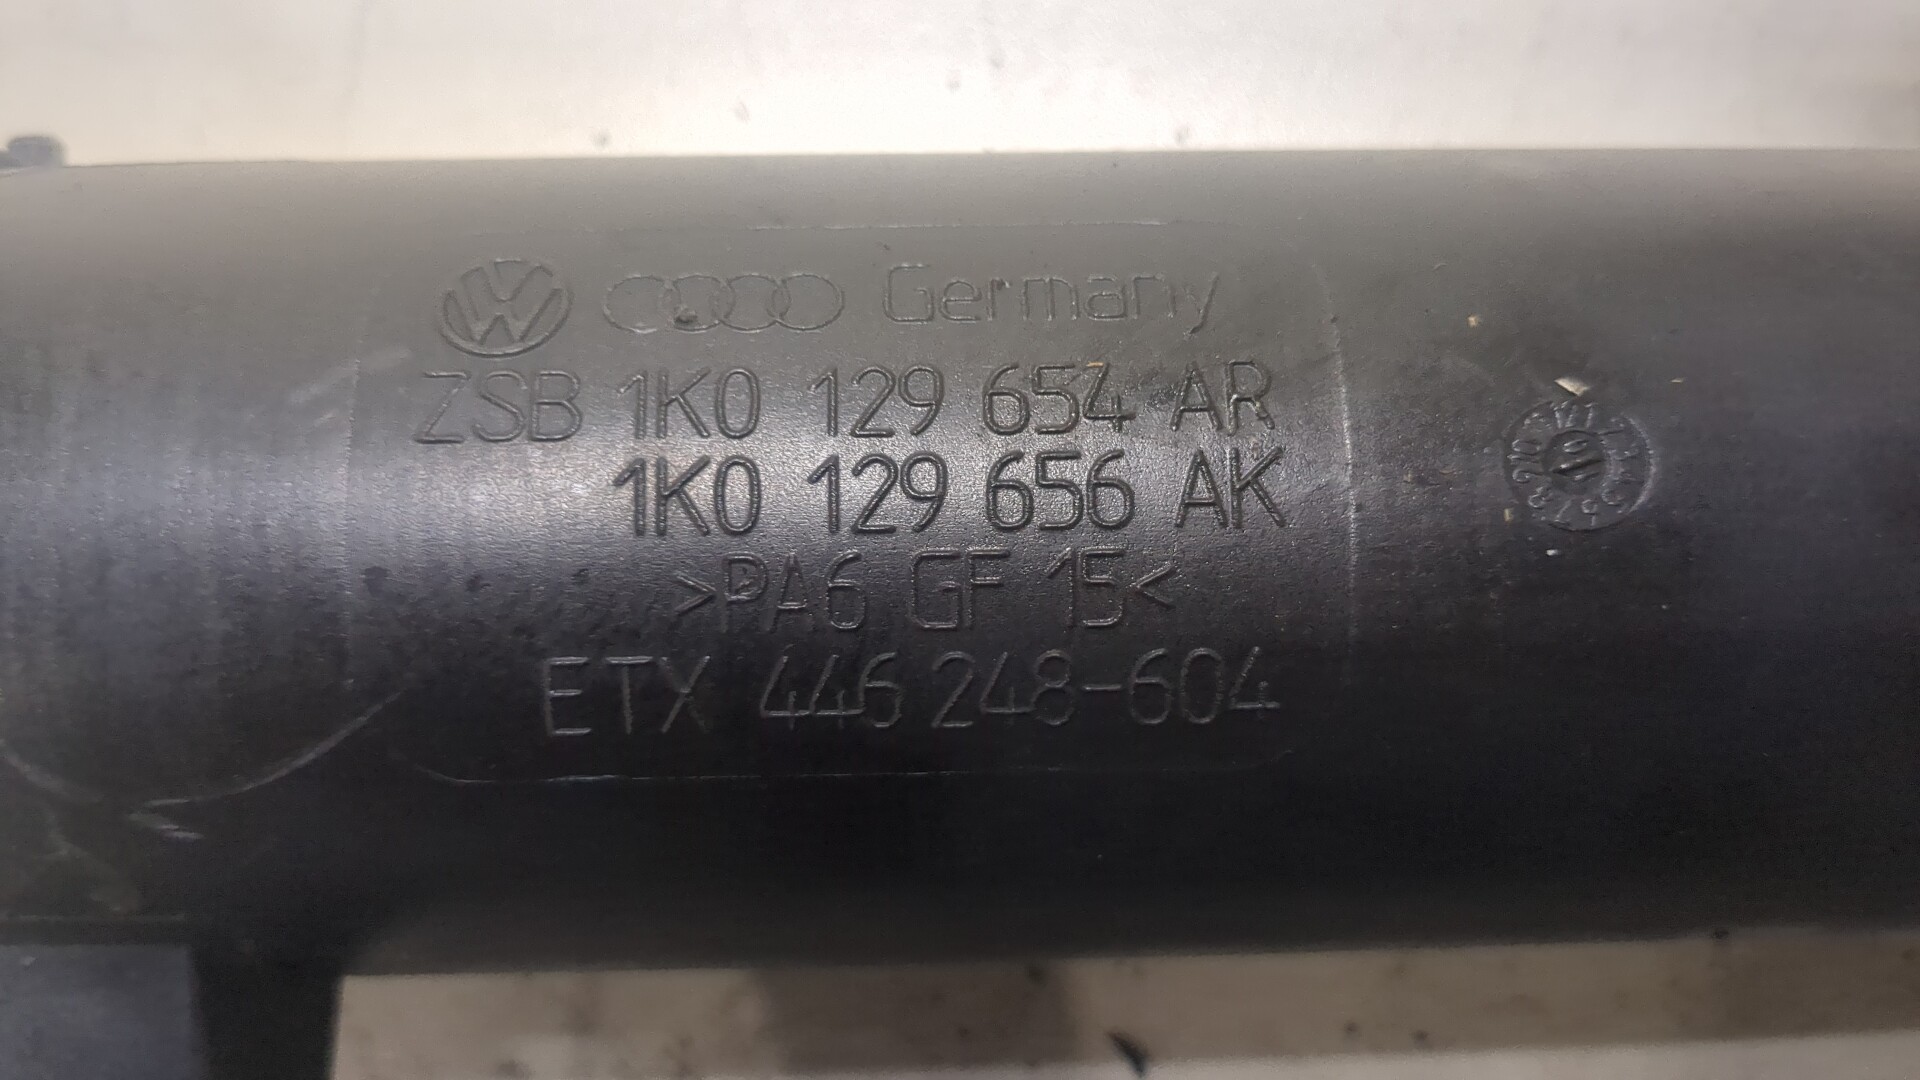 Germany
ZSB 1K0 129 654 AR
1K0 129 656 AK
>PA6 GF 15<
ETX 446 248-604